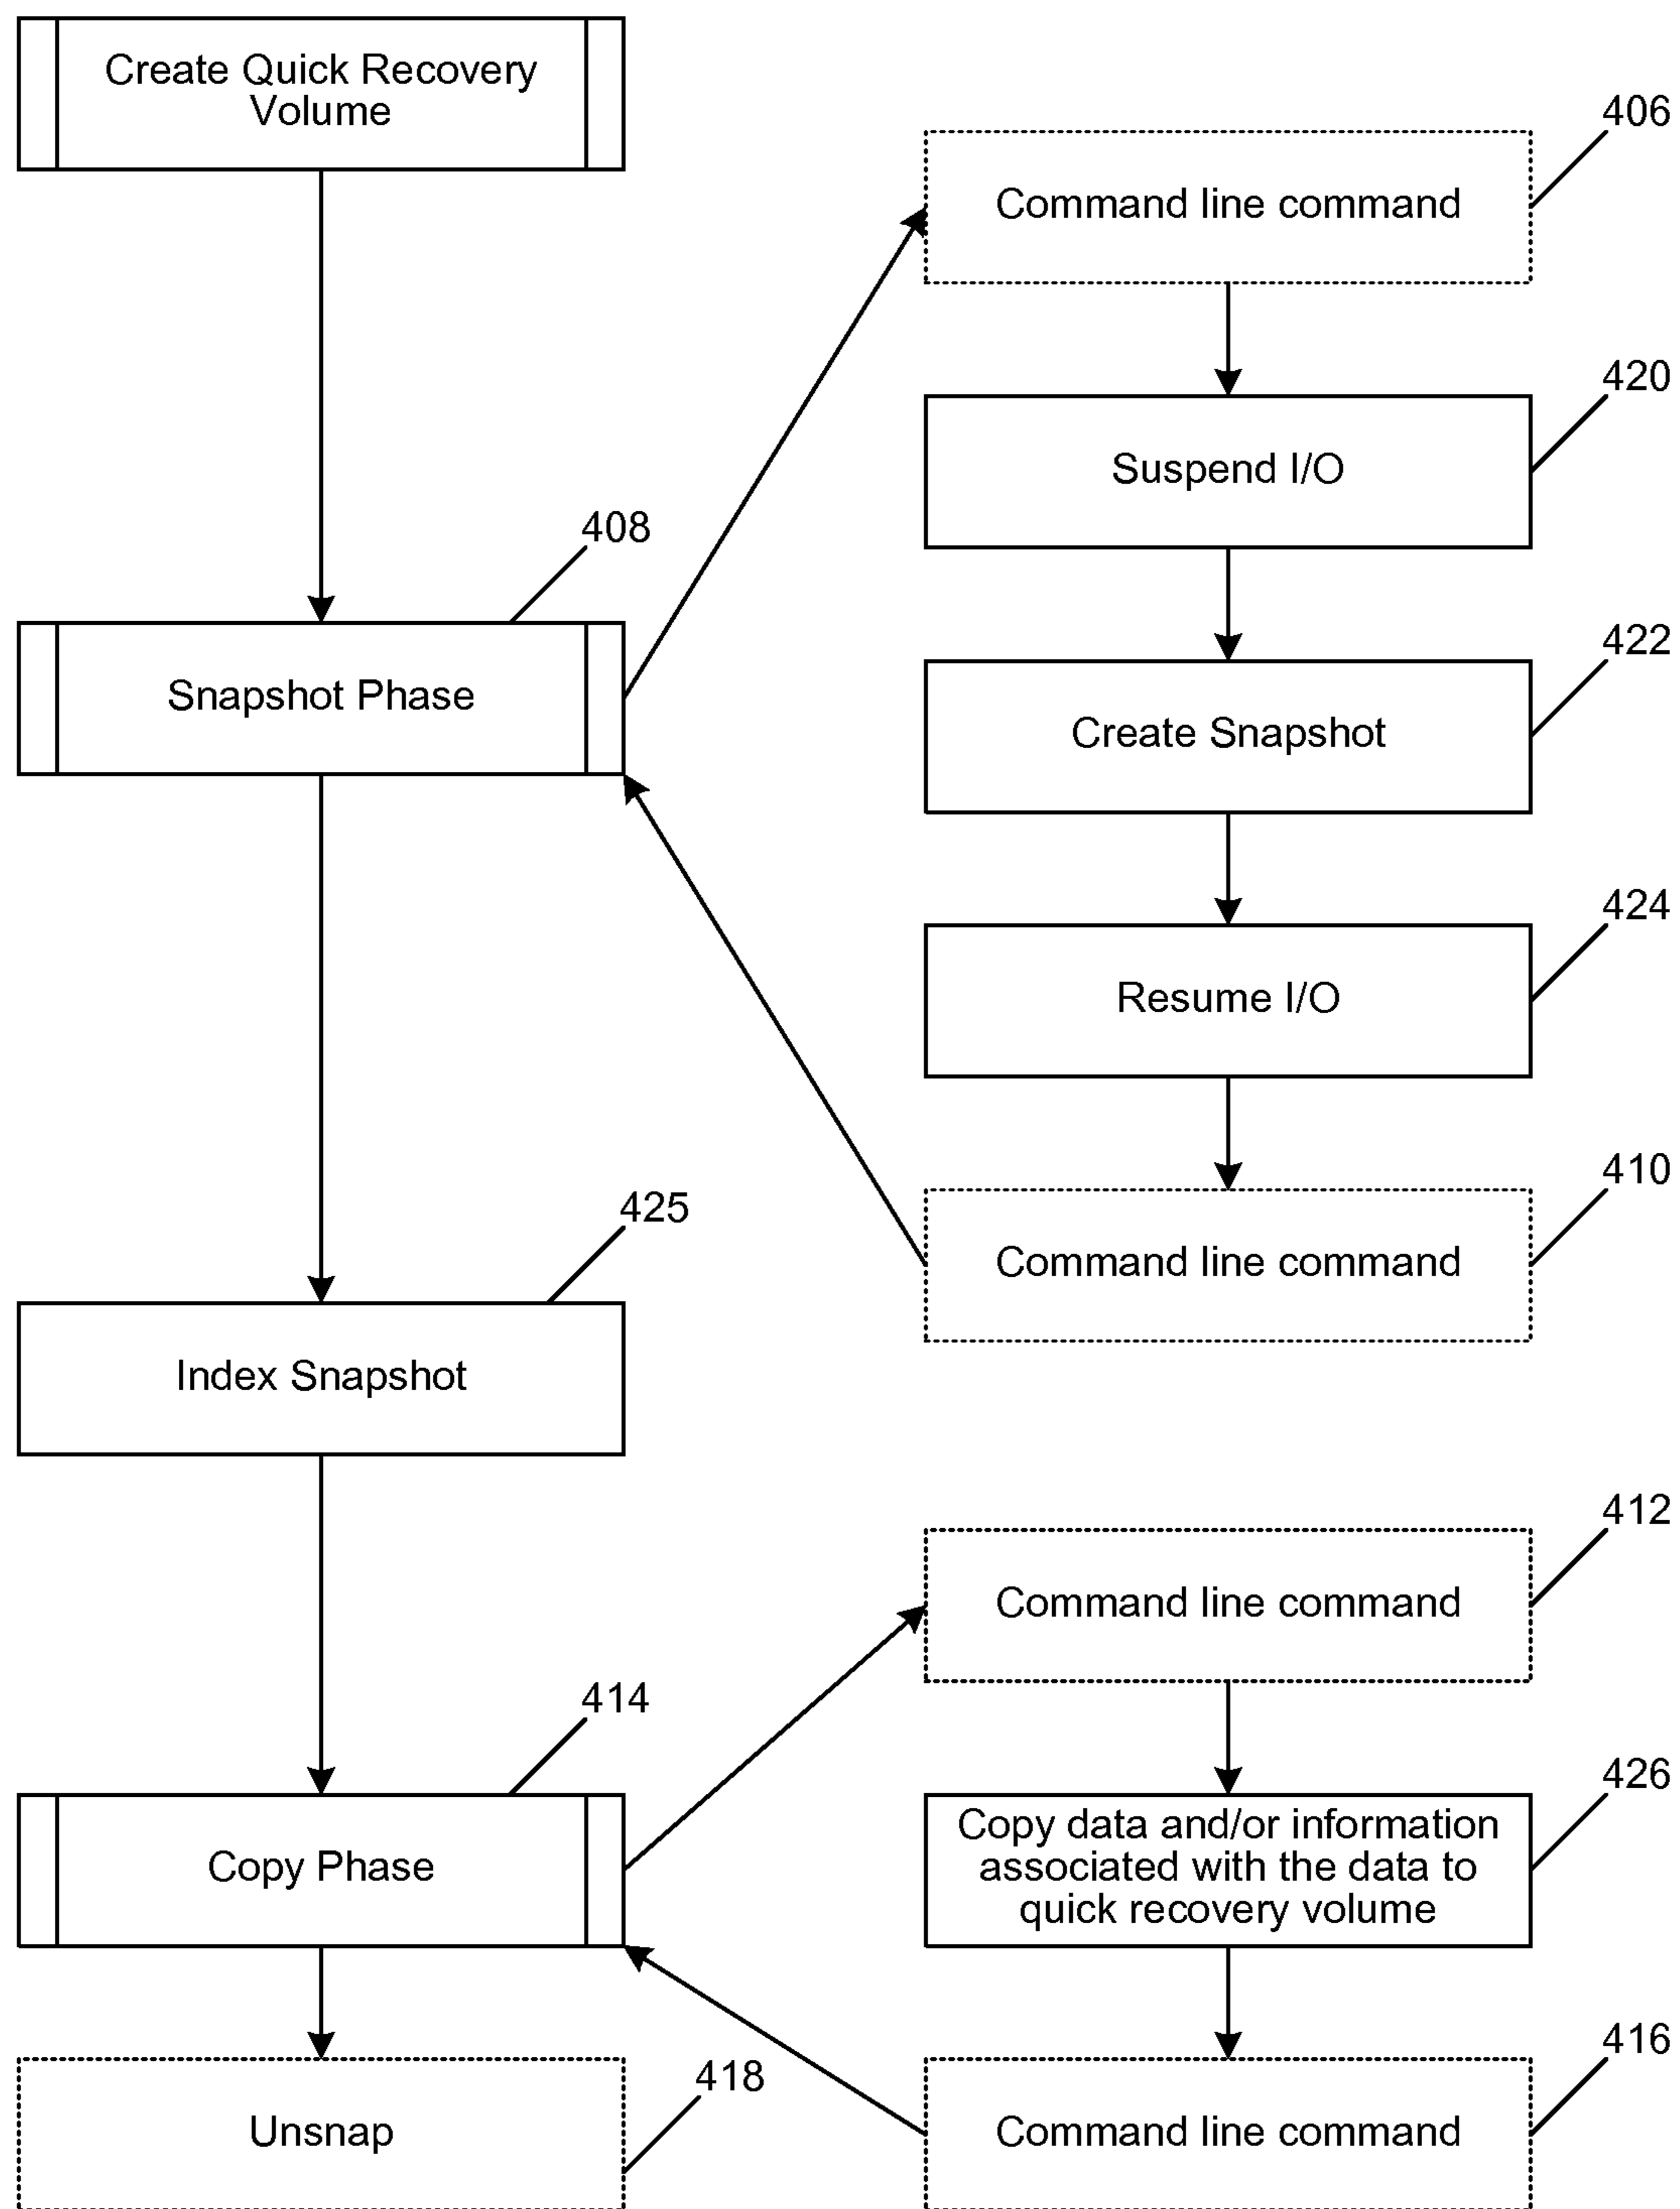 Create Quick Recovery
Volume
406
Command line command
420
Suspend I/O
408
Snapshot Phase
422
Create Snapshot
424
Resume I/O
410
Command line command
425
Index Snapshot
412
Command line command
414
Copy Phase
426
Copy data and/or information
associated with the data to
quick recovery volume
416
Command line command
418
Unsnap